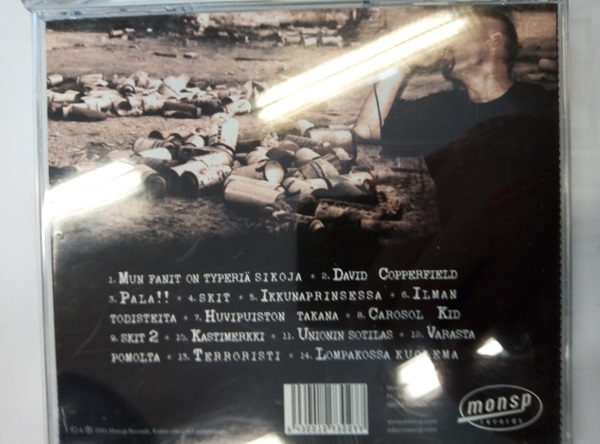 1. Mun fanit on typeriä sikoja • 2. David Copperfield
3. Pala!! • 4. skit • 5. Ikkunaprinsessa • 6. Ilman
todisteita • 7. Huvipuiston takana • 8. Carosol Kid
9. skit 2 • 10. Kastimerkki • 11. Unionin sotilas • 12. Varasta
pomolta • 13. Terroristi • 14. Lompakossa kuolema
monsp
records